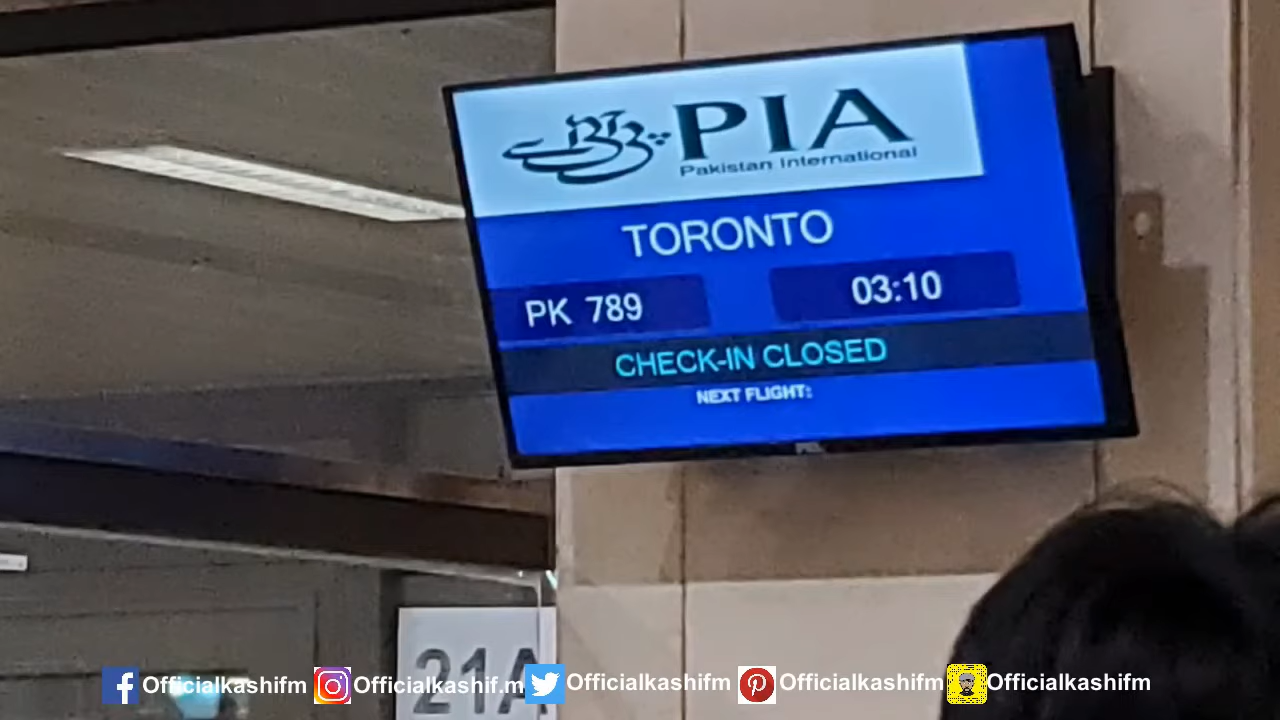 PIA
Pakistan International
TORONTO
PK 789
03:10
CHECK-IN CLOSED
NEXT FLIGHT:
21A
Officialkashifm
Officialkashif.m
Officialkashifm
Officialkashifm
Officialkashifm